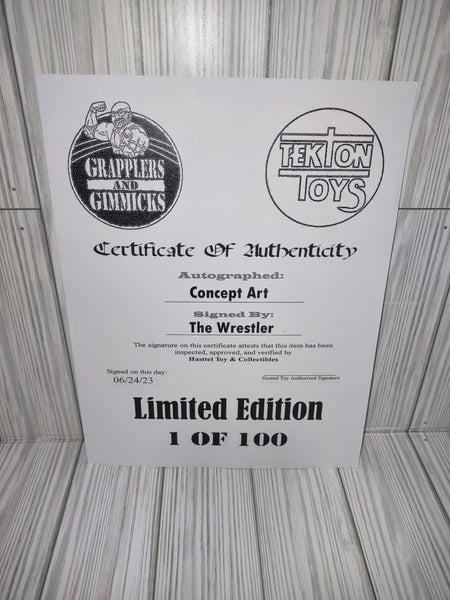 GRAPPLERS
AND
GIMMICKS
TEKTON
TOYS
Certificate Of Authenticity
Autographed:
Concept Art
Signed By:
The Wrestler
The signature on this certificate attests that this item has been
inspected, approved, and verified by
Hasttel Toy & Collectibles
Signed on this day:
06/24/23
Hasttel Toy Authorized Signature
Limited Edition
1 OF 100